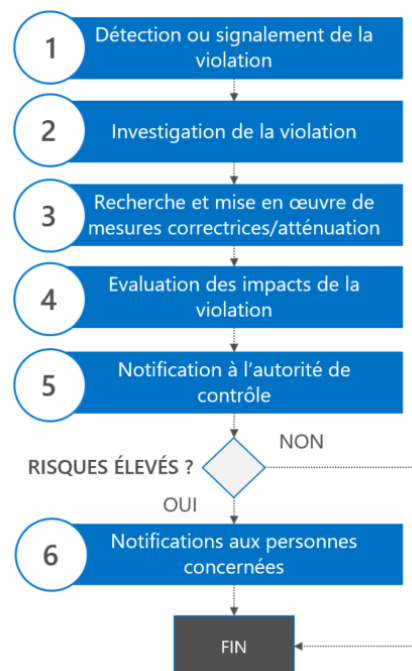 1
Détection ou signalement de la
violation
2
Investigation de la violation
3
Recherche et mise en œuvre de
mesures correctrices/atténuation
4
Evaluation des impacts de la
violation
5
Notification à l'autorité de
contrôle
NON
RISQUES ÉLEVÉS ?
OUI
6
Notifications aux personnes
concernées
FIN